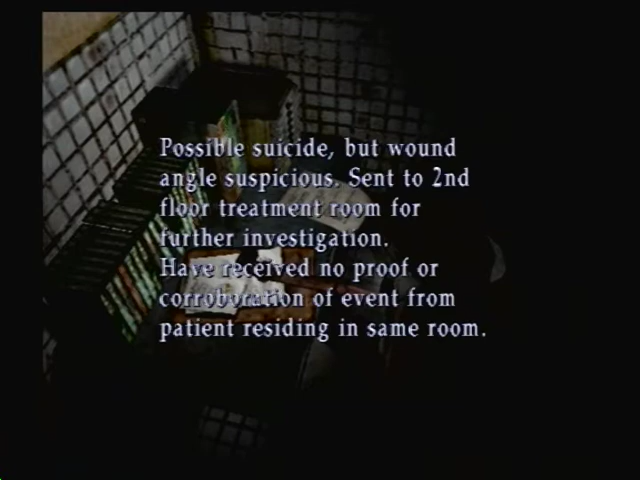 Possible suicide, but wound
angle suspicious. Sent to 2nd
floor treatment room for
further investigation.
Have received no proof or
corroboration of event from
patient residing in same room.